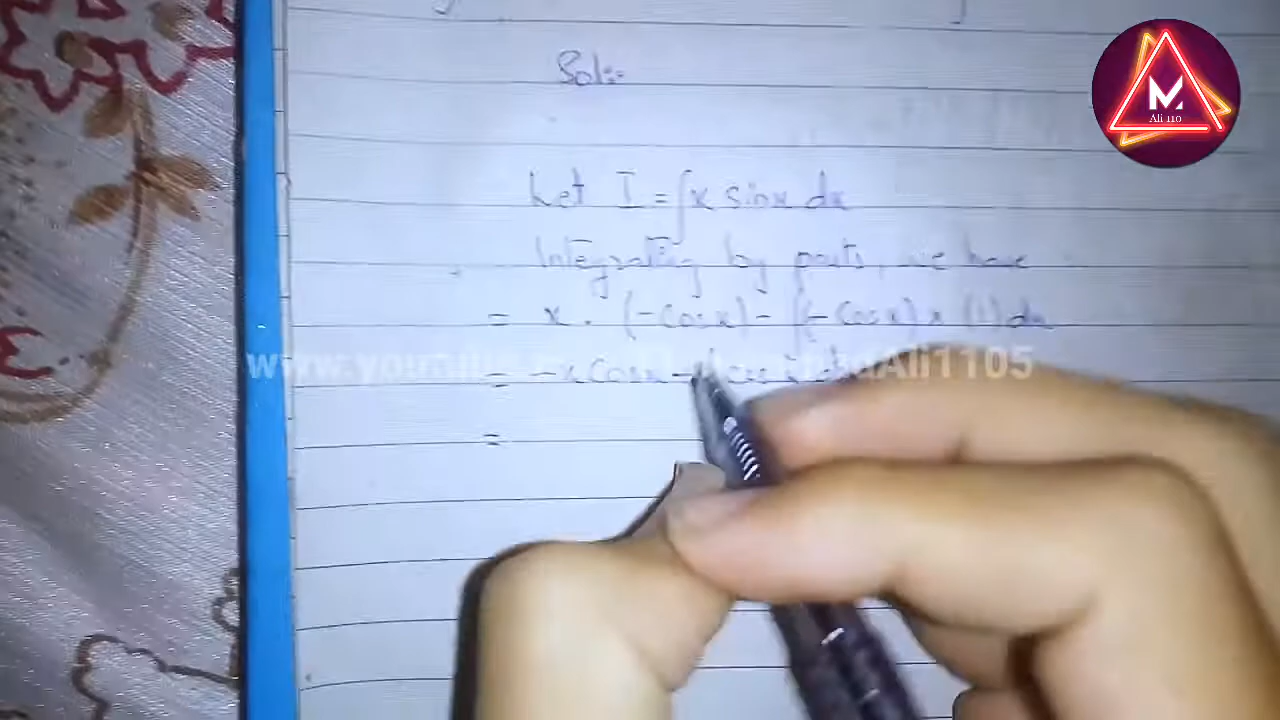 Sol:-
Let I = ∫x sinx dx
Integrating by parts, we have
= x . (-Cosx) - ∫(-Cosx) x (1) dx
= -x Cosx -
=
M
Ali 110